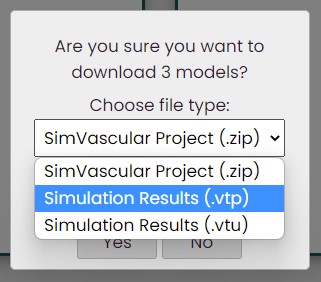 Are you sure you want to
download 3 models?
Choose file type:
SimVascular Project (.zip)
SimVascular Project (.zip)
Simulation Results (.vtp)
Simulation Results (.vtu)
Yes No